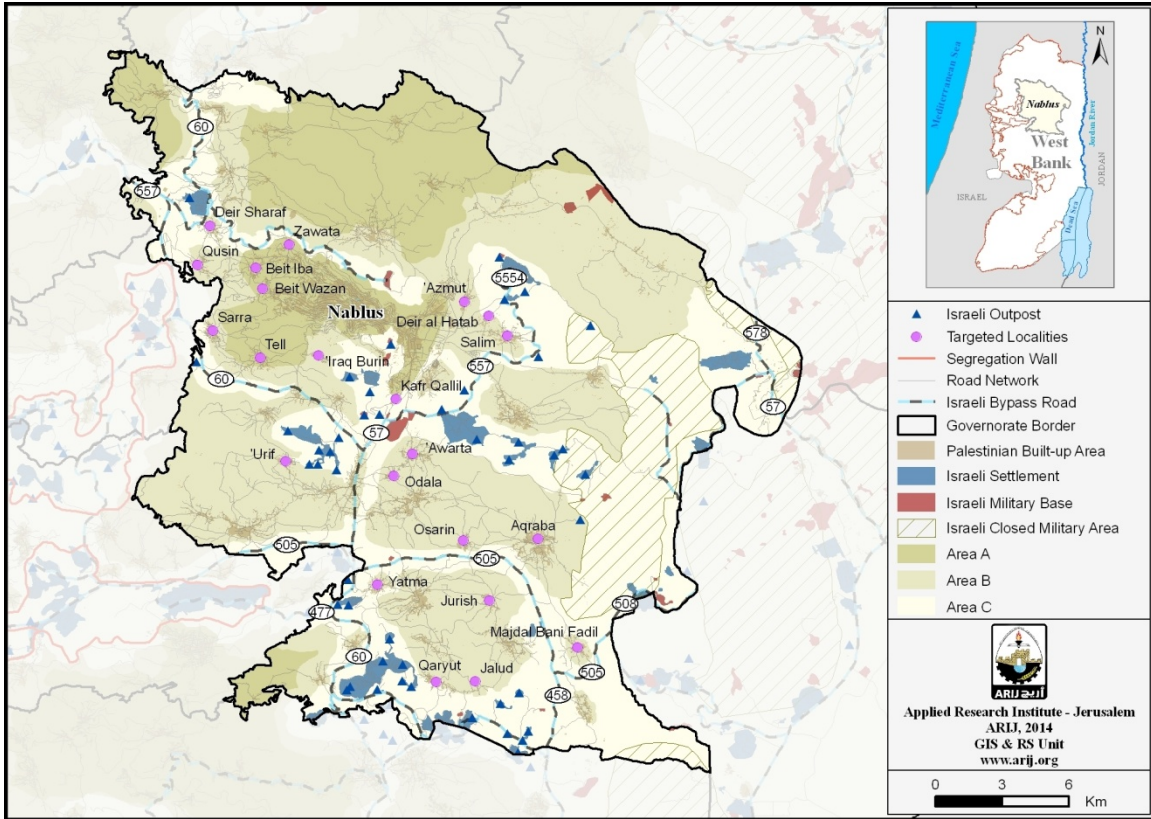 60
557
Deir Sharaf
Zawata
Qusin
Beit Iba
Beit Wazan
Nablus
5554
'Azmut
Deir al Hatab
Salim
Sarra
Tell
'Iraq Burin
578
557
60
Kafr Qallil
57
57
'Urif
'Awarta
Odala
Osarin
Aqraba
505
505
Yatma
Jurish
508
477
Majdal Bani Fadil
60
Qaryut
Jalud
505
458
Mediterranean Sea
N
Nablus
West
Bank
Jordan River
JORDAN
ISRAEL
Dead Sea
Israeli Outpost
Targeted Localities
Segregation Wall
Road Network
Israeli Bypass Road
Governorate Border
Palestinian Built-up Area
Israeli Settlement
Israeli Military Base
Israeli Closed Military Area
Area A
Area B
Area C
ARIJ أريج
Applied Research Institute - Jerusalem
ARIJ, 2014
GIS & RS Unit
www.arij.org
0 3 6
Km